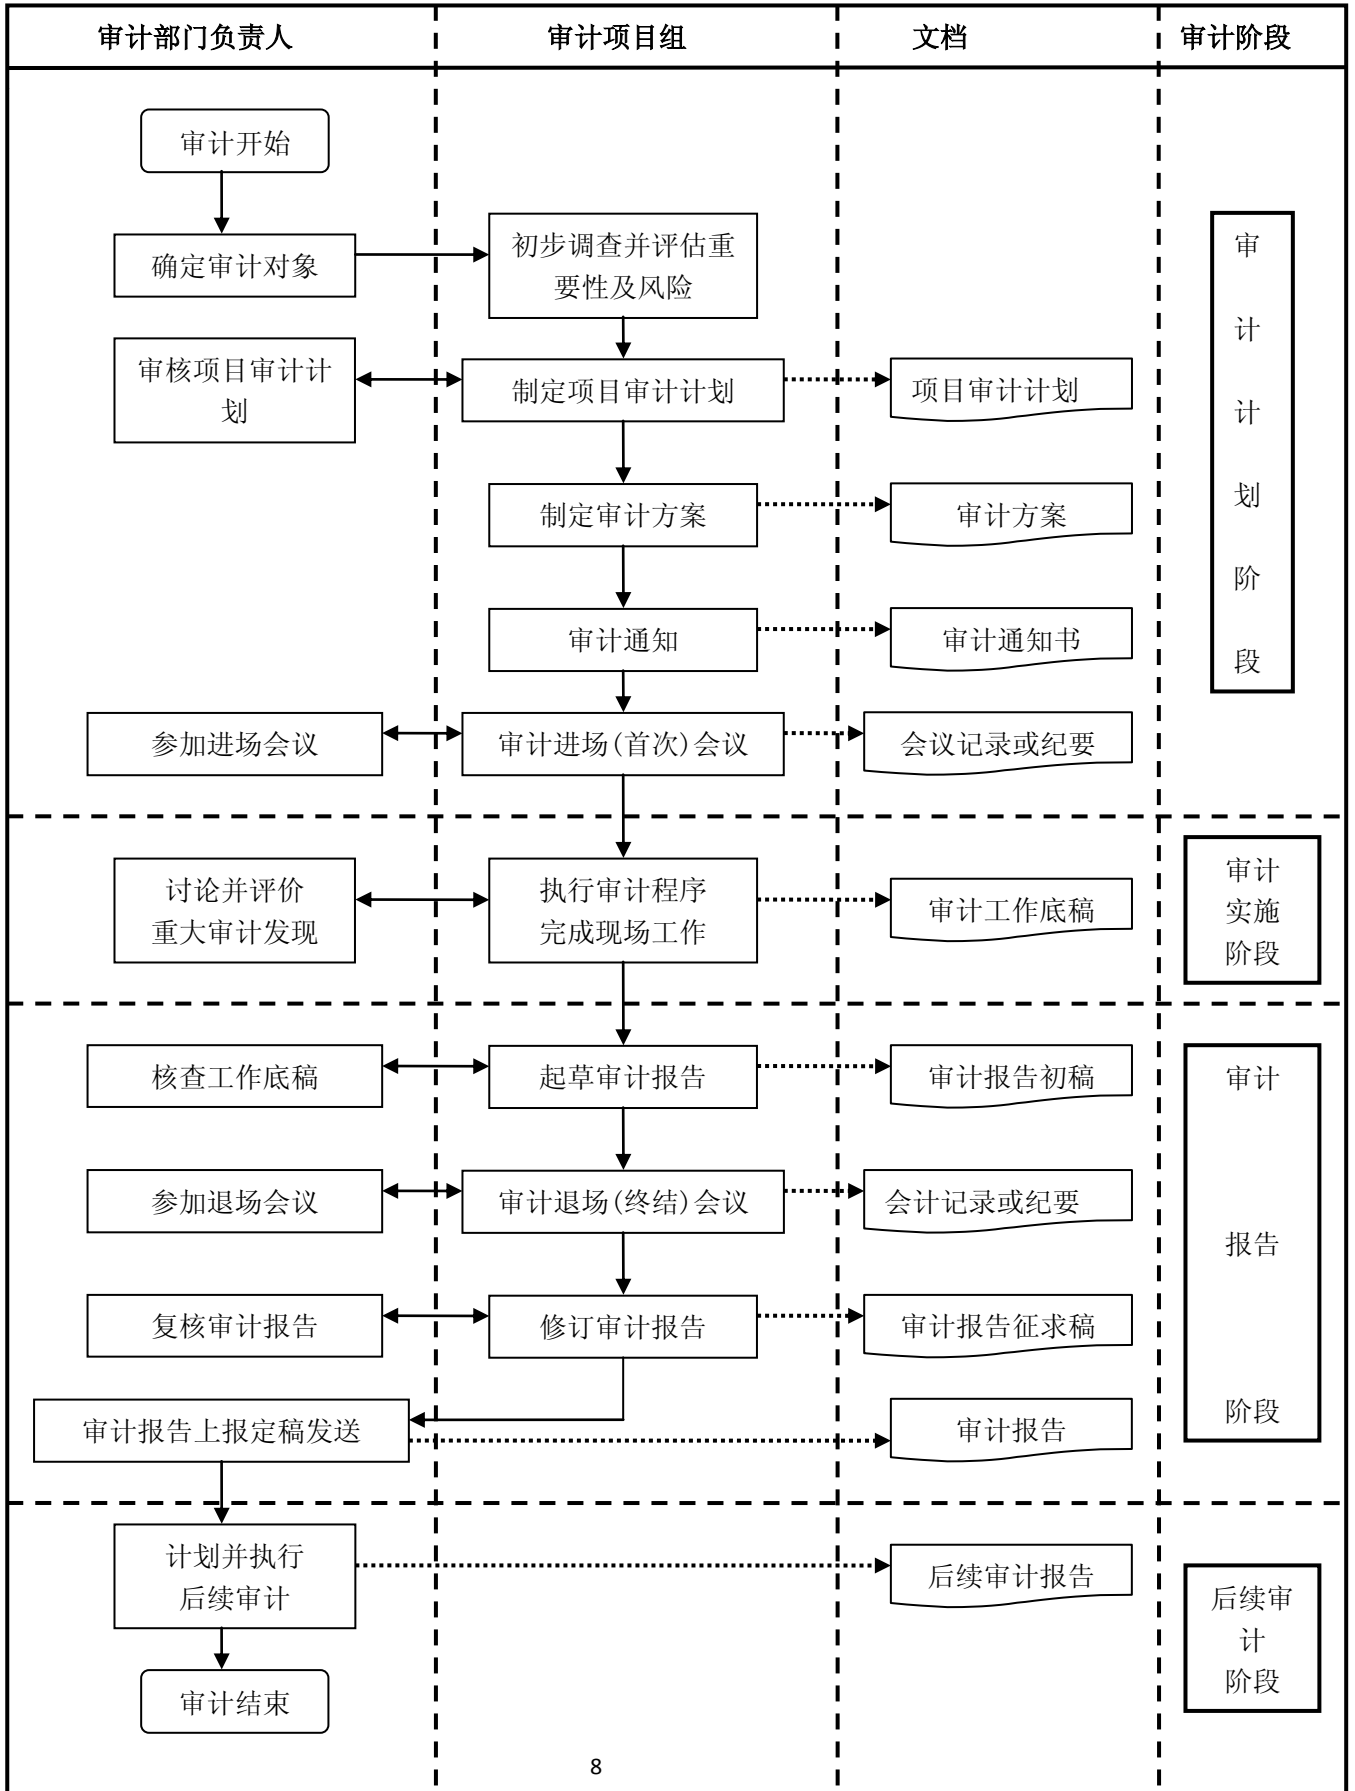 审计部门负责人
审计项目组
文档
审计阶段
审计开始
确定审计对象
初步调查并评估重
要性及风险
审核项目审计计
划
制定项目审计计划
项目审计计划
制定审计方案
审计方案
审计通知
审计通知书
参加进场会议
审计进场(首次)会议
会议记录或纪要
审
计
计
划
阶
段
讨论并评价
重大审计发现
执行审计程序
完成现场工作
审计工作底稿
审计
实施
阶段
核查工作底稿
起草审计报告
审计报告初稿
参加退场会议
审计退场(终结)会议
会计记录或纪要
复核审计报告
修订审计报告
审计报告征求稿
审计报告上报定稿发送
审计报告
审计
报告
阶段
计划并执行
后续审计
后续审计报告
后续审
计
阶段
审计结束
8